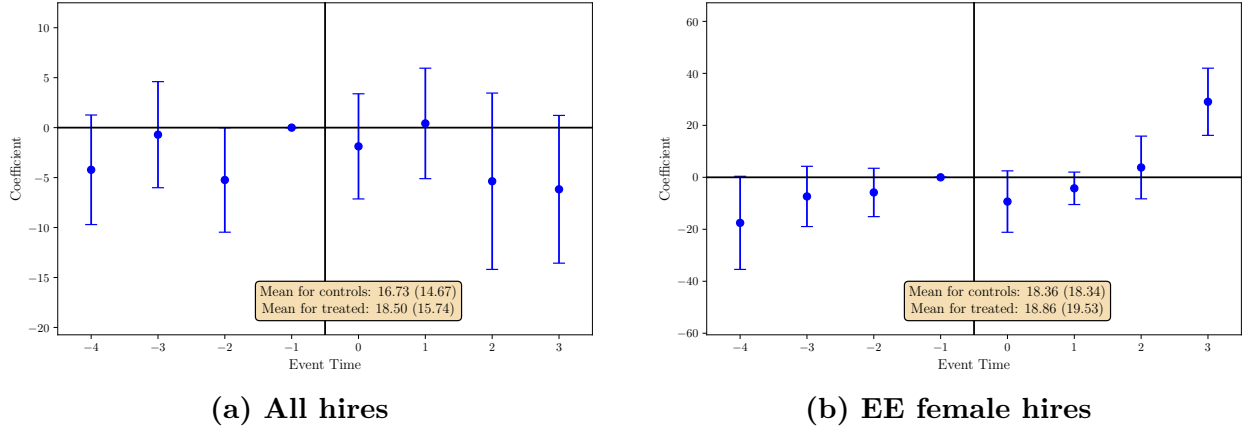 10
5
0
−5
−10
−15
−20
Coefficient
Mean for controls: 16.73 (14.67)
Mean for treated: 18.50 (15.74)
−4 −3 −2 −1 0 1 2 3
Event Time
(a) All hires
60
40
20
0
−20
−40
−60
Coefficient
Mean for controls: 18.36 (18.34)
Mean for treated: 18.86 (19.53)
−4 −3 −2 −1 0 1 2 3
Event Time
(b) EE female hires